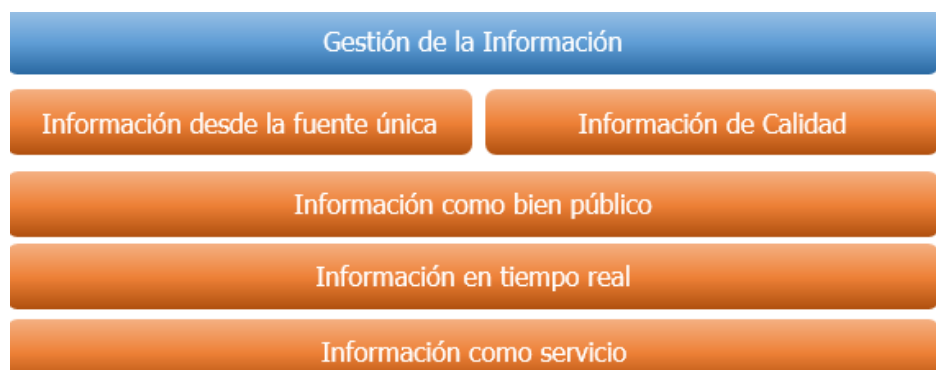 Gestión de la Información
Información desde la fuente única
Información de Calidad
Información como bien público
Información en tiempo real
Información como servicio